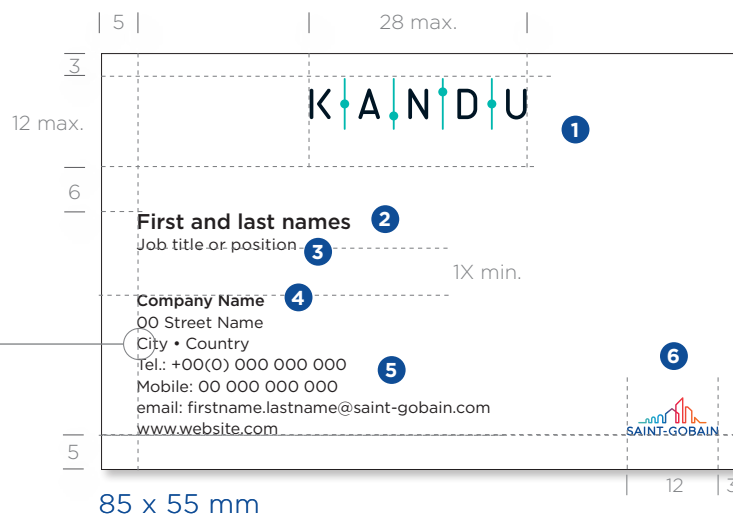 5
28 max.
3
KANDU
12 max.
1
6
First and last names
2
Job title or position
3
1X min.
Company Name
4
00 Street Name
City • Country
6
Tel.: +00(0) 000 000 000
5
Mobile: 00 000 000 000
email: firstname.lastname@saint-gobain.com
www.website.com
SAINT-GOBAIN
5
12
3
85 x 55 mm